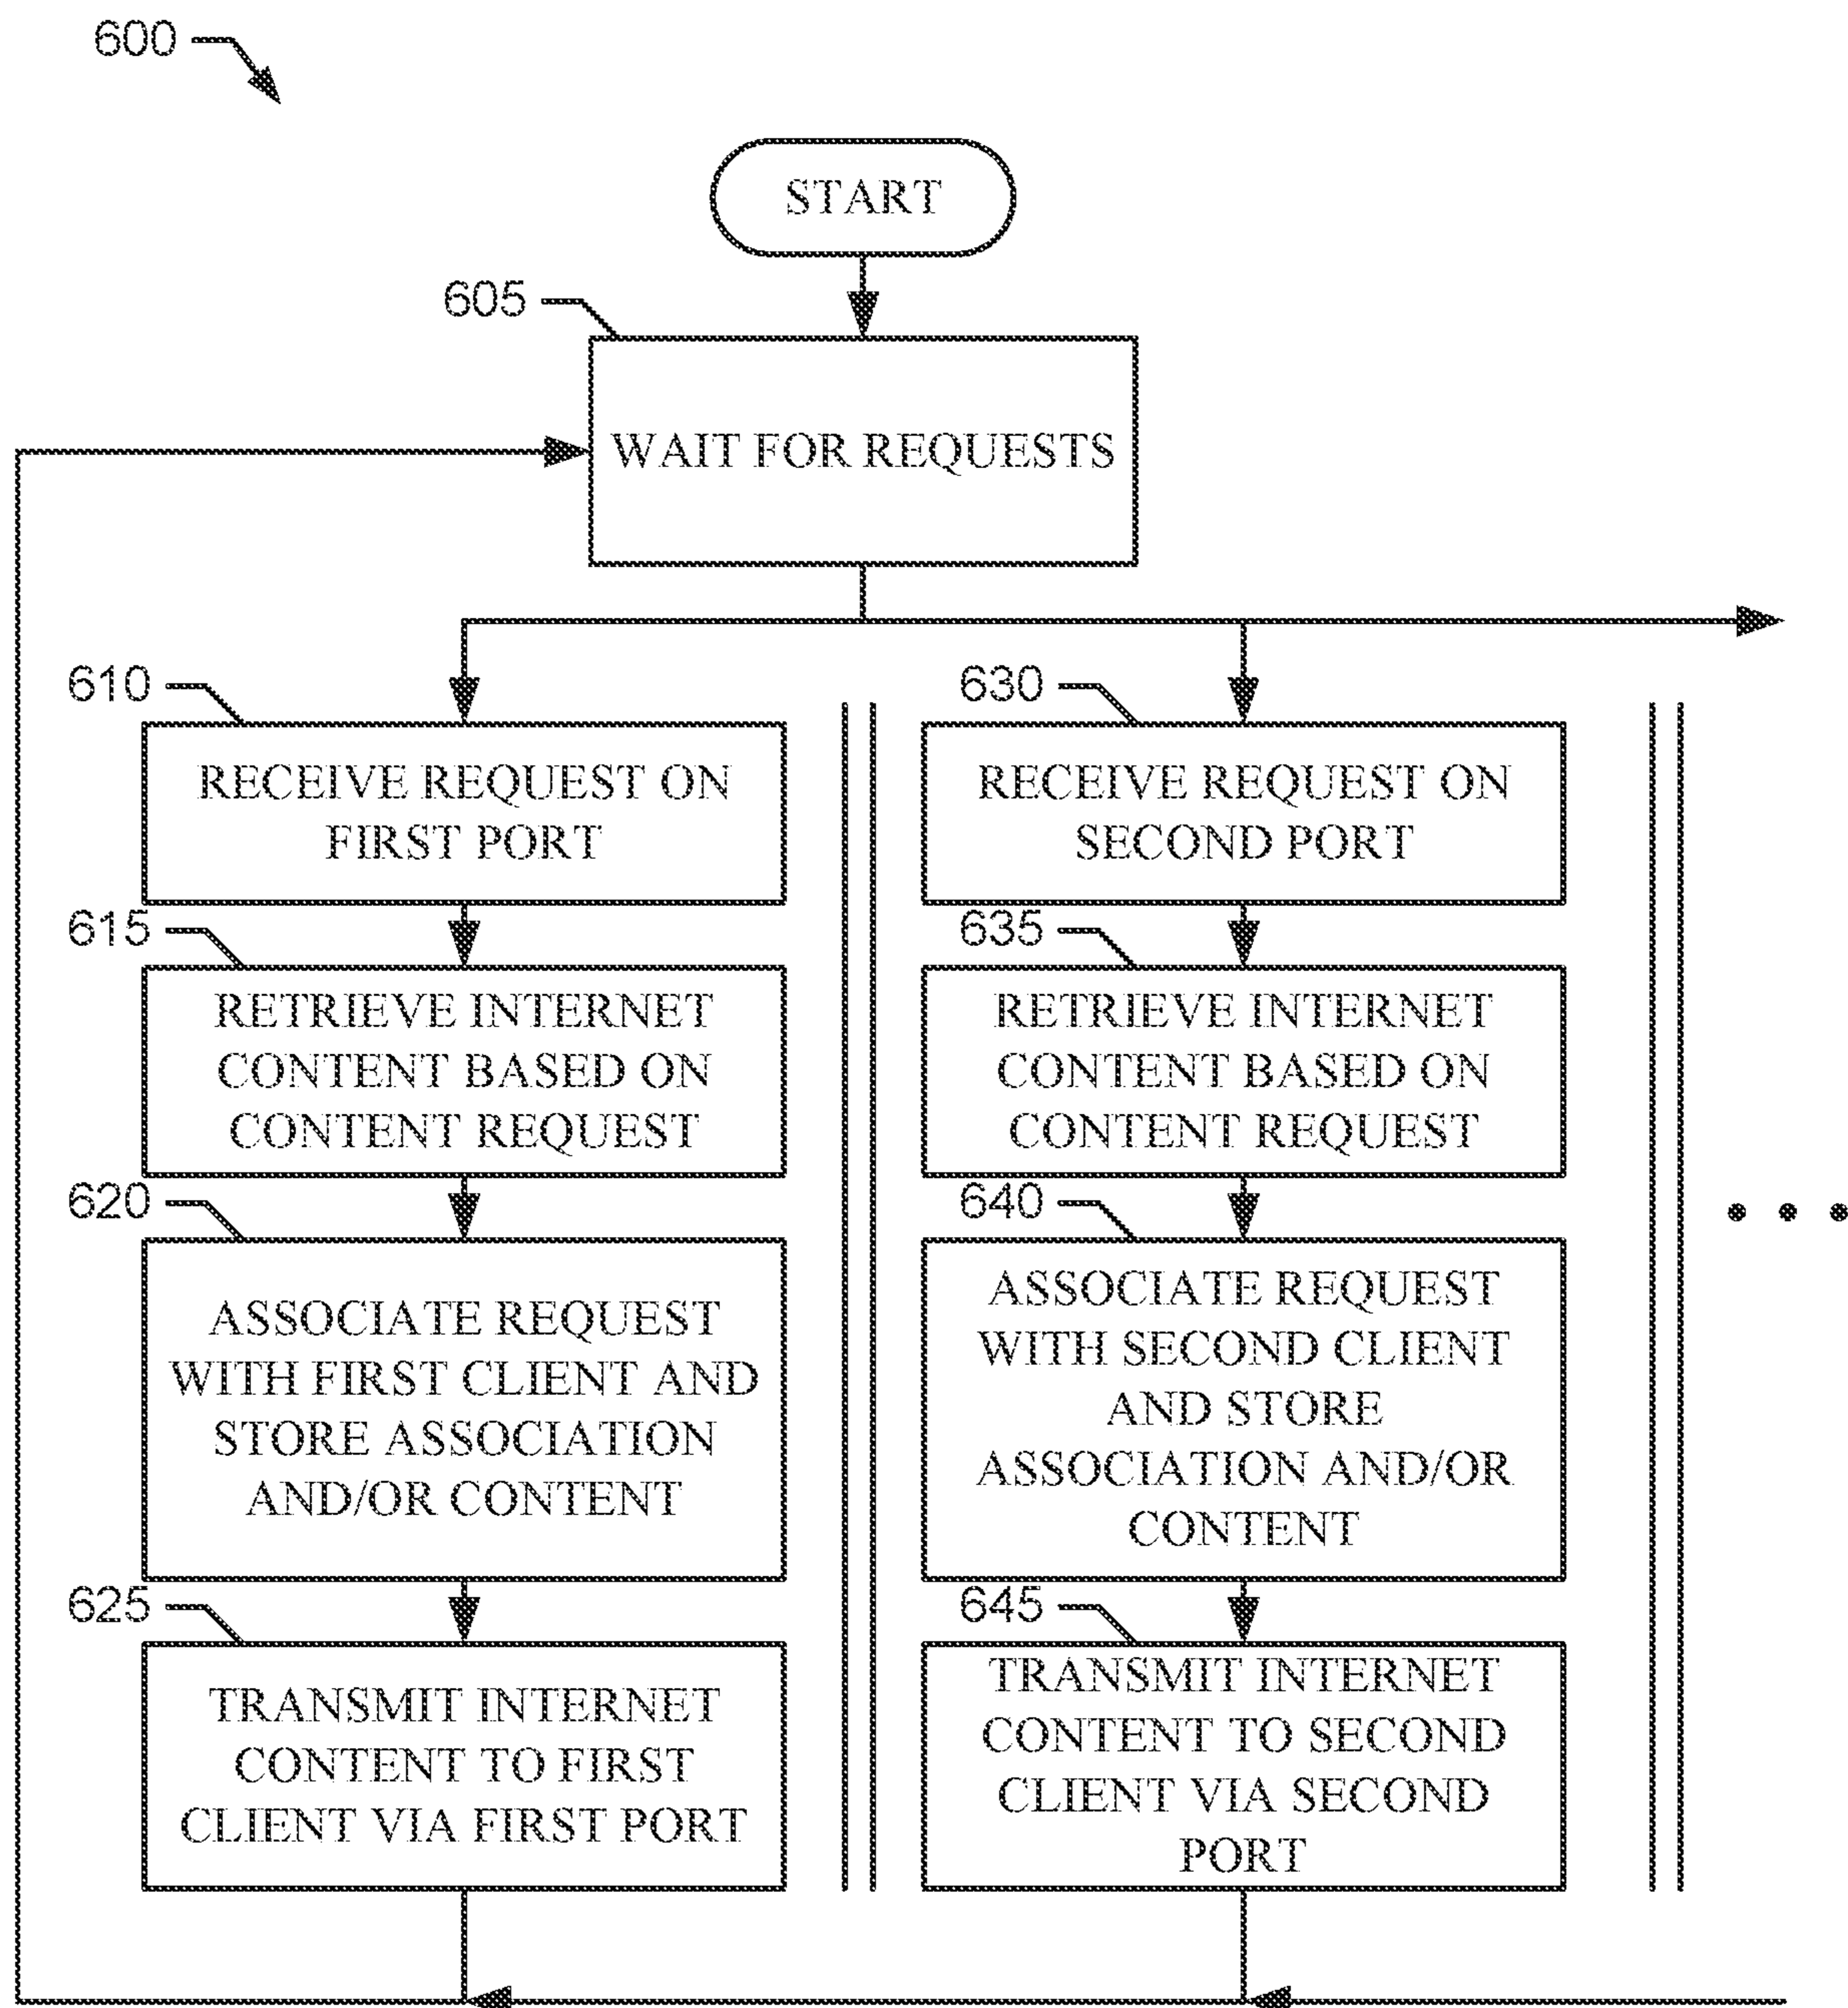 600
START
605
WAIT FOR REQUESTS
610
RECEIVE REQUEST ON
FIRST PORT
615
RETRIEVE INTERNET
CONTENT BASED ON
CONTENT REQUEST
620
ASSOCIATE REQUEST
WITH FIRST CLIENT AND
STORE ASSOCIATION
AND/OR CONTENT
625
TRANSMIT INTERNET
CONTENT TO FIRST
CLIENT VIA FIRST PORT
630
RECEIVE REQUEST ON
SECOND PORT
635
RETRIEVE INTERNET
CONTENT BASED ON
CONTENT REQUEST
640
ASSOCIATE REQUEST
WITH SECOND CLIENT
AND STORE
ASSOCIATION AND/OR
CONTENT
645
TRANSMIT INTERNET
CONTENT TO SECOND
CLIENT VIA SECOND
PORT